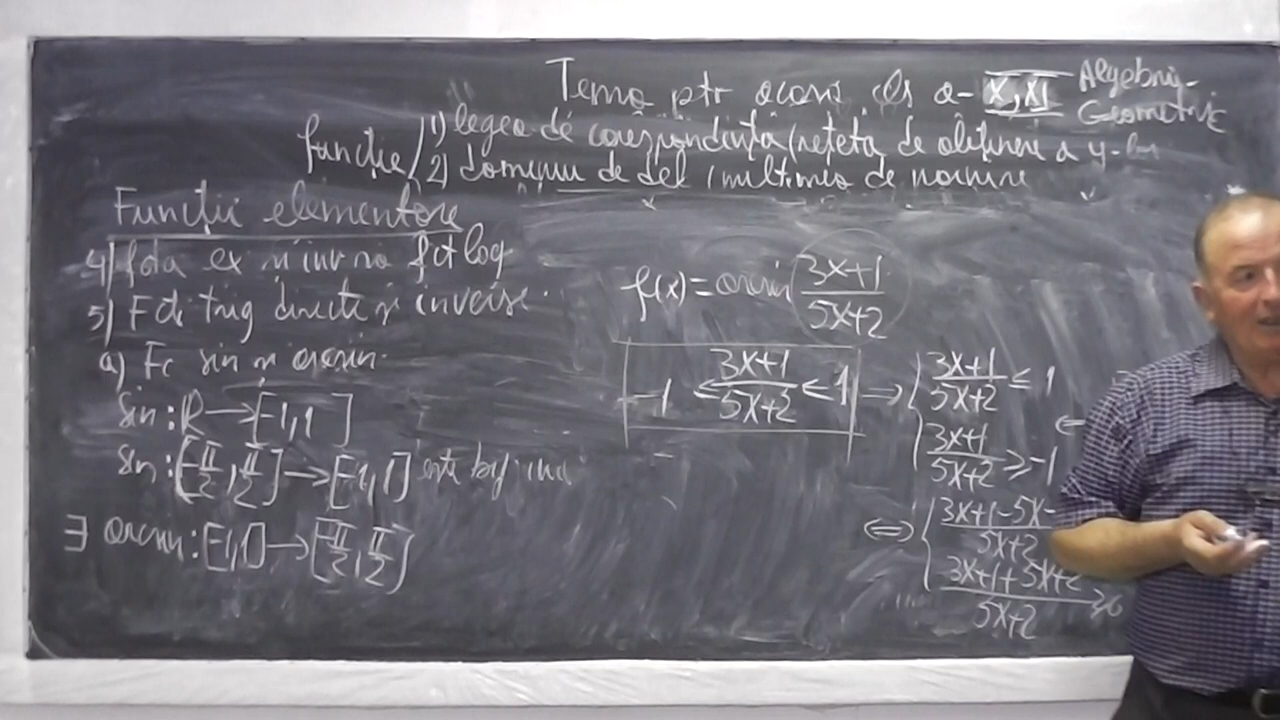 Tema ptr acasă cls a- X, XI Algebră-
Geometrie
funcție 1) legea de corespondență (rețeta de obținere a y-lor
2) domeniu de def (mulțimea de pornire
Funcții elementare
4) fcția ex și inv sa fct log
5) F cți trig directe și inverse.
a) Fc sin și arcsin.
sin : ℝ → [-1,1]
sin : [-π/2, π/2] → [-1,1] este bij
∃ arcsin : [-1,1] → [-π/2, π/2]
f(x) = arcsin (3x+1)/(5x+2)
-1 ≤ (3x+1)/(5x+2) ≤ 1 ⇒ { (3x+1)/(5x+2) ≤ 1
(3x+1)/(5x+2) ≥ -1
⇔ { (3x+1-5x-)/(5x+2)
(3x+1+5x+2)/(5x+2) ≥ 0